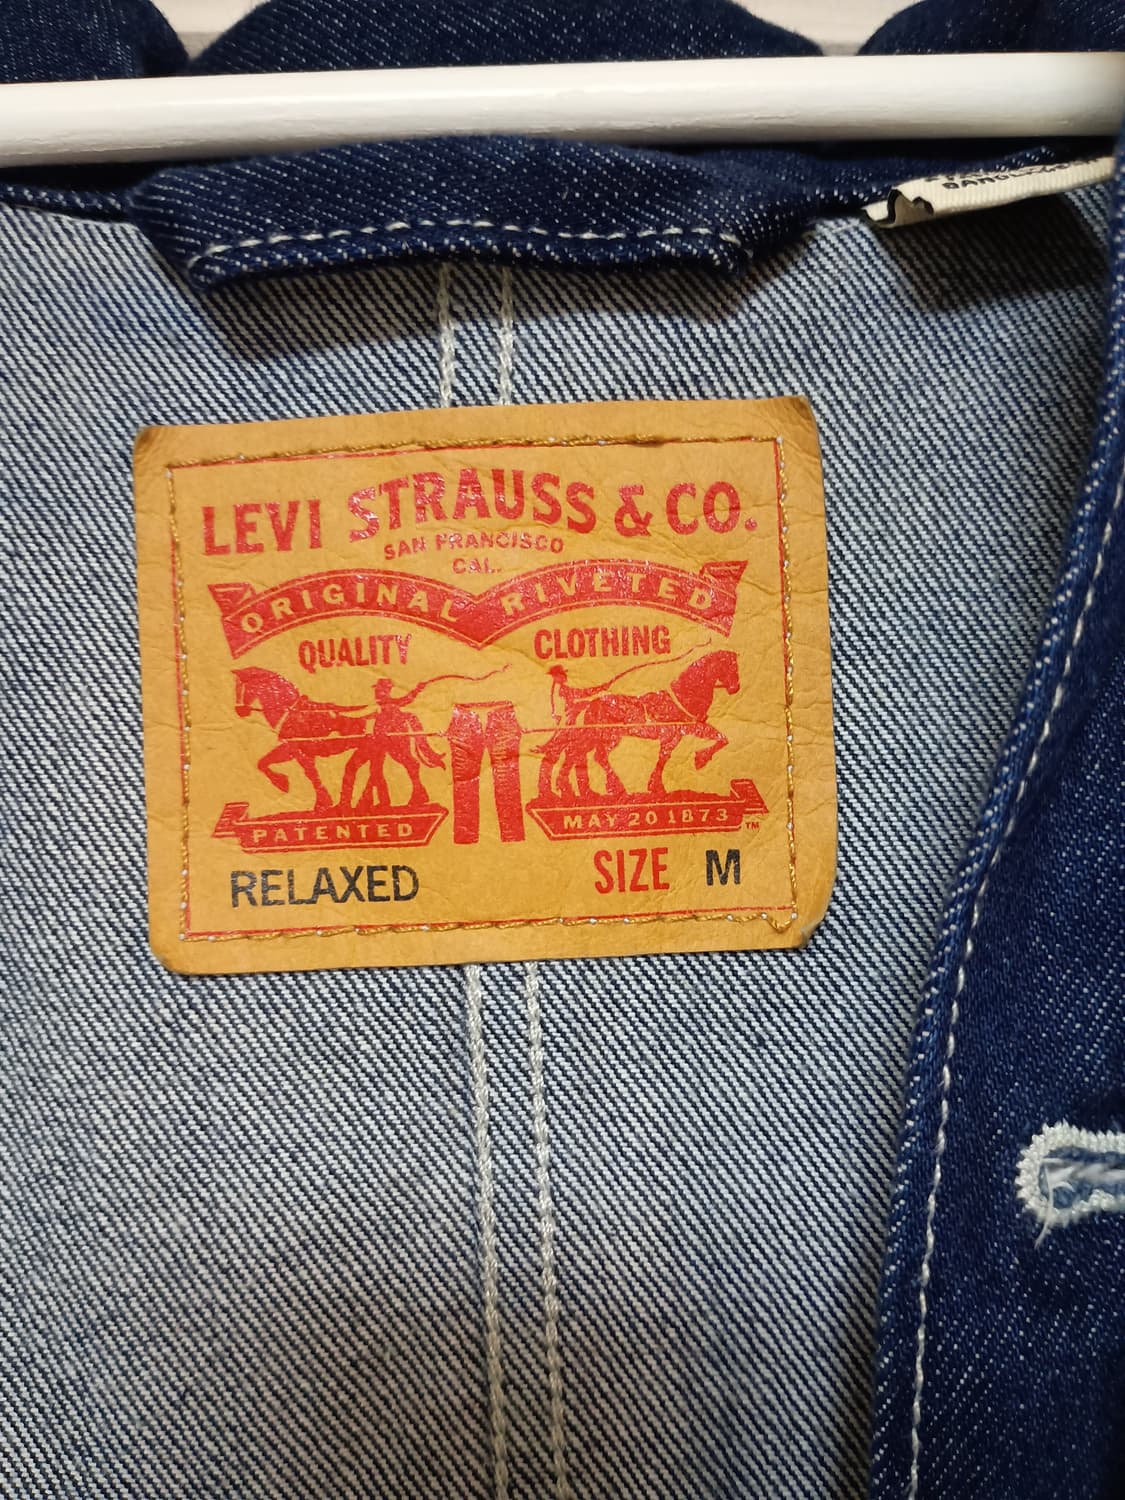 LEVI STRAUSS & CO.
SAN FRANCISCO
CAL.
ORIGINAL RIVETED
QUALITY CLOTHING
PATENTED MAY 20 1873 ™
RELAXED SIZE M